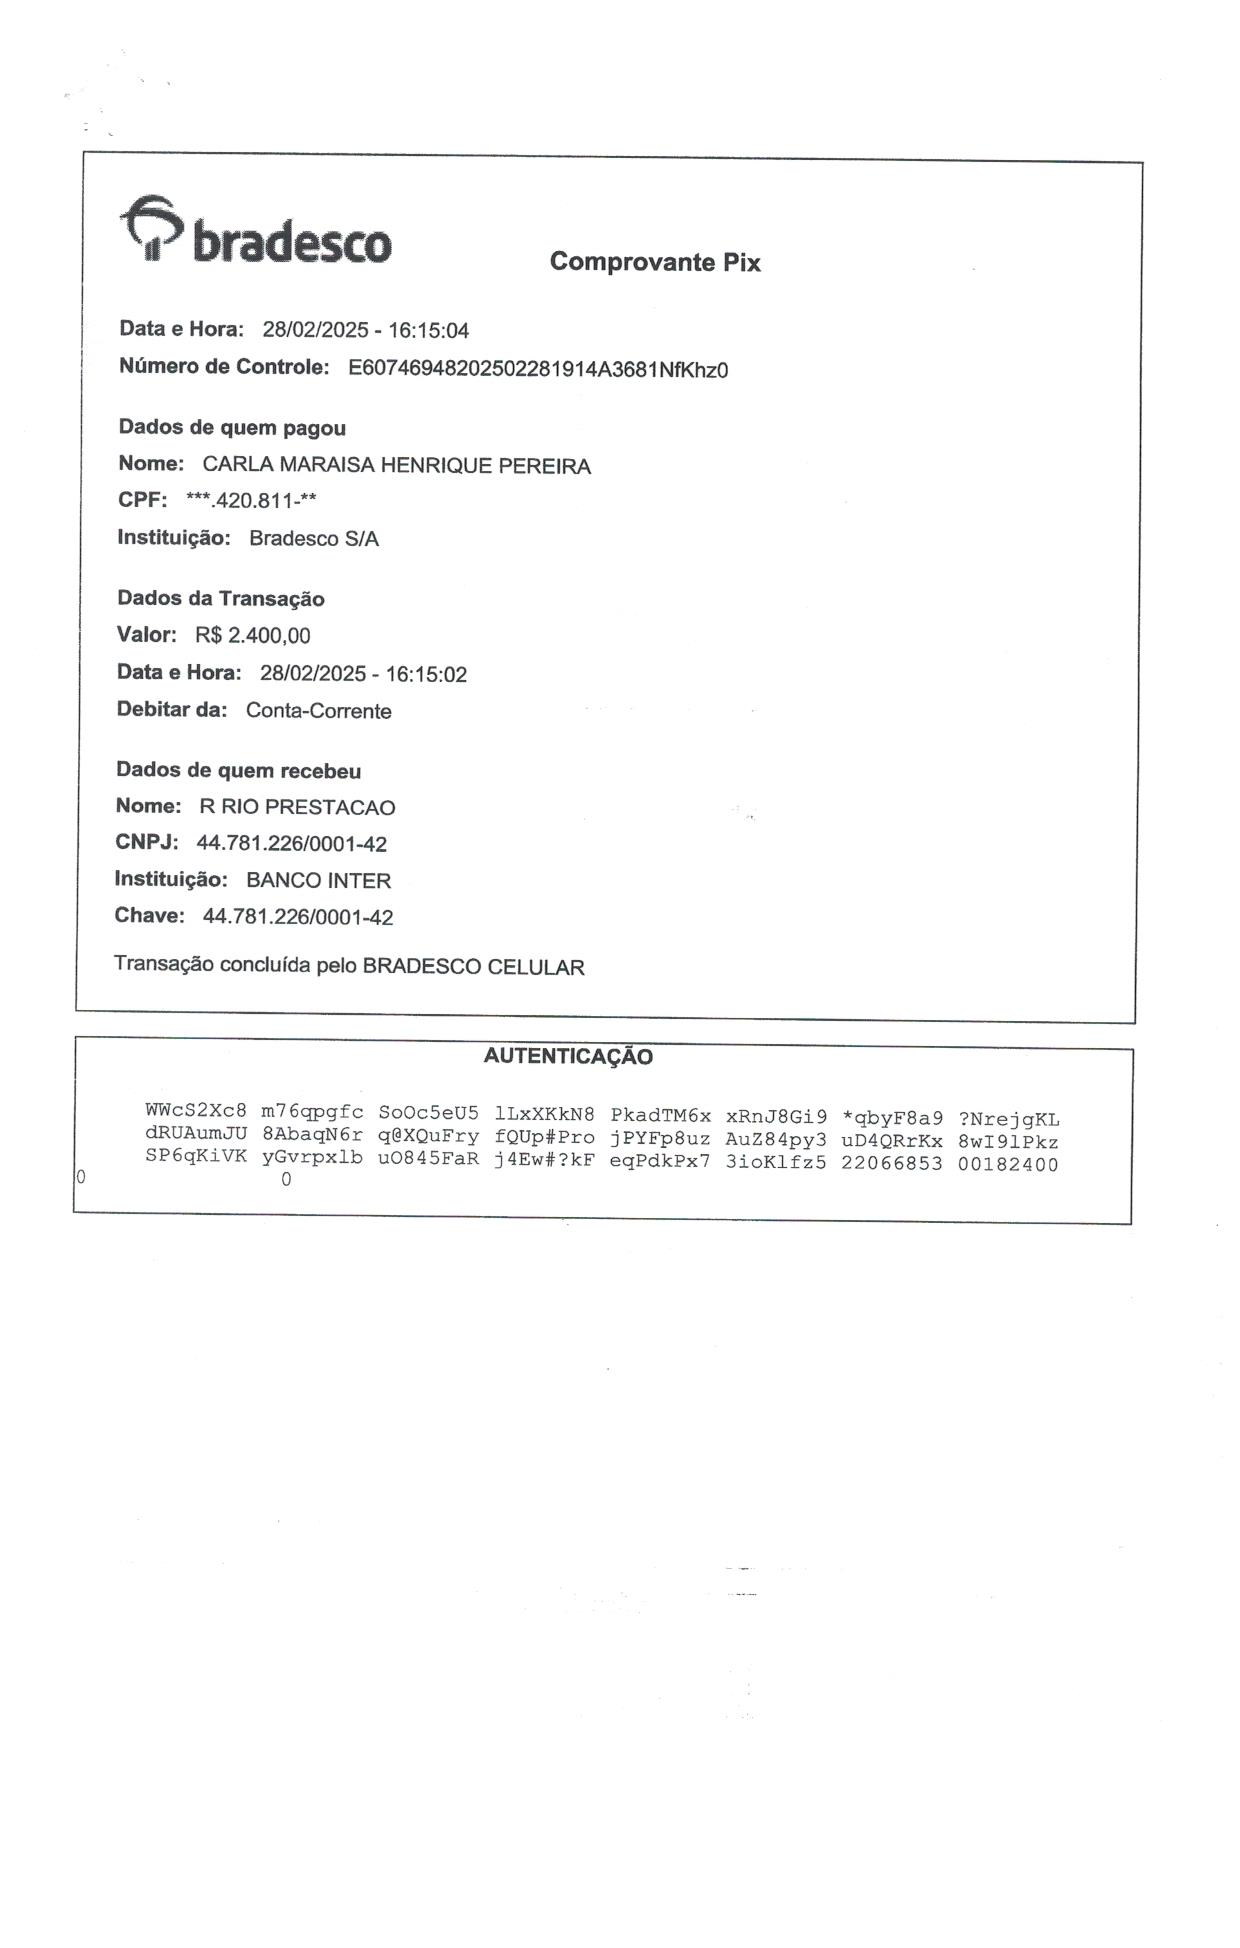 bradesco
Comprovante Pix
Data e Hora: 28/02/2025 - 16:15:04
Número de Controle: E60746948202502281914A3681NfKhz0
Dados de quem pagou
Nome: CARLA MARAISA HENRIQUE PEREIRA
CPF: ***.420.811-**
Instituição: Bradesco S/A
Dados da Transação
Valor: R$ 2.400,00
Data e Hora: 28/02/2025 - 16:15:02
Debitar da: Conta-Corrente
Dados de quem recebeu
Nome: R RIO PRESTACAO
CNPJ: 44.781.226/0001-42
Instituição: BANCO INTER
Chave: 44.781.226/0001-42
Transação concluída pelo BRADESCO CELULAR
AUTENTICAÇÃO
WWcS2Xc8 m76qpgfc SoOc5eU5 lLxXKkN8 PkadTM6x xRnJ8Gi9 *qbyF8a9 ?NrejgKL
dRUAumJU 8AbaqN6r q@XQuFry fQUp#Pro jPYFp8uz AuZ84py3 uD4QRrKx 8wI9lPkz
SP6qKiVK yGvrpxlb uO845FaR j4Ew#?kF eqPdkPx7 3ioKlfz5 22066853 00182400
0 0